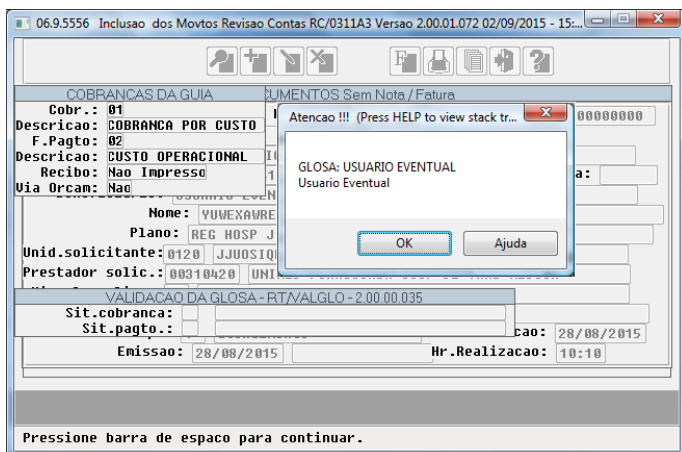 06.9.5556 Inclusao dos Movtos Revisao Contas RC/0311A3 Versao 2.00.01.072 02/09/2015 - 15:...
COBRANCAS DA GUIA
CUMENTOS Sem Nota / Fatura
Cobr.: 01
Descricao: COBRANCA POR CUSTO
F.Pagto: 02
Descricao: CUSTO OPERACIONAL
Recibo: Nao Impresso
Via Orcam: Nao
00000000
a:
Atencao !!! (Press HELP to view stack tr...
GLOSA: USUARIO EVENTUAL
Usuario Eventual
OK
Ajuda
Nome: YUWEXAWRE
Plano: REG HOSP J
Unid.solicitante: 0120 JJUOSIQ
Prestador solic.: 00310420
VALIDACAO DA GLOSA - RT/VALGLO - 2.00.00.035
Sit.cobranca:
Sit.pagto.:
cao: 28/08/2015
Emissao: 28/08/2015
Hr.Realizacao: 10:10
Pressione barra de espaco para continuar.